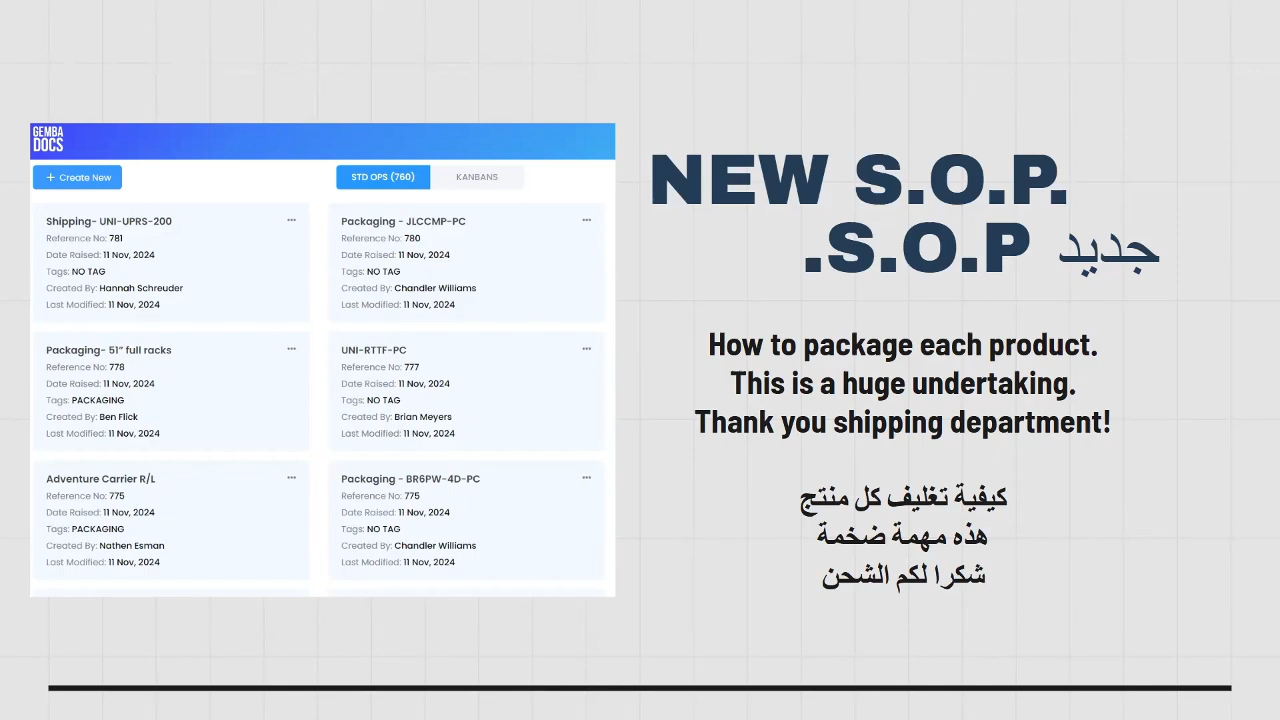 GEMBA
DOCS
+ Create New
STD OPS (760)
KANBANS
Shipping- UNI-UPRS-200
Reference No: 781
Date Raised: 11 Nov, 2024
Tags: NO TAG
Created By: Hannah Schreuder
Last Modified: 11 Nov, 2024
Packaging - JLCCMP-PC
Reference No: 780
Date Raised: 11 Nov, 2024
Tags: NO TAG
Created By: Chandler Williams
Last Modified: 11 Nov, 2024
Packaging- 51” full racks
Reference No: 778
Date Raised: 11 Nov, 2024
Tags: PACKAGING
Created By: Ben Flick
Last Modified: 11 Nov, 2024
UNI-RTTF-PC
Reference No: 777
Date Raised: 11 Nov, 2024
Tags: NO TAG
Created By: Brian Meyers
Last Modified: 11 Nov, 2024
Adventure Carrier R/L
Reference No: 775
Date Raised: 11 Nov, 2024
Tags: PACKAGING
Created By: Nathen Esman
Last Modified: 11 Nov, 2024
Packaging - BR6PW-4D-PC
Reference No: 775
Date Raised: 11 Nov, 2024
Tags: NO TAG
Created By: Chandler Williams
Last Modified: 11 Nov, 2024
NEW S.O.P.
جديد S.O.P.
How to package each product.
This is a huge undertaking.
Thank you shipping department!
كيفية تغليف كل منتج
هذه مهمة ضخمة
شكرا لكم الشحن